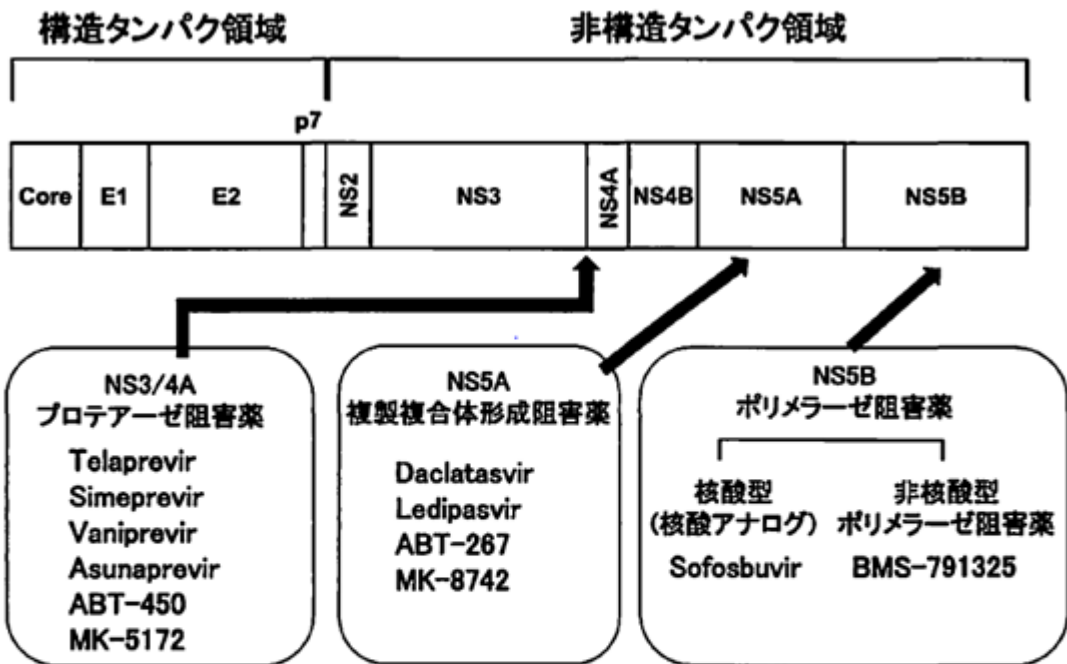 構造タンパク領域
非構造タンパク領域
p7
Core
E1
E2
NS2
NS3
NS4A
NS4B
NS5A
NS5B
NS3/4A
プロテアーゼ阻害薬
Telaprevir
Simeprevir
Vaniprevir
Asunaprevir
ABT-450
MK-5172
NS5A
複製複合体形成阻害薬
Daclatasvir
Ledipasvir
ABT-267
MK-8742
NS5B
ポリメラーゼ阻害薬
核酸型
(核酸アナログ)
Sofosbuvir
非核酸型
ポリメラーゼ阻害薬
BMS-791325